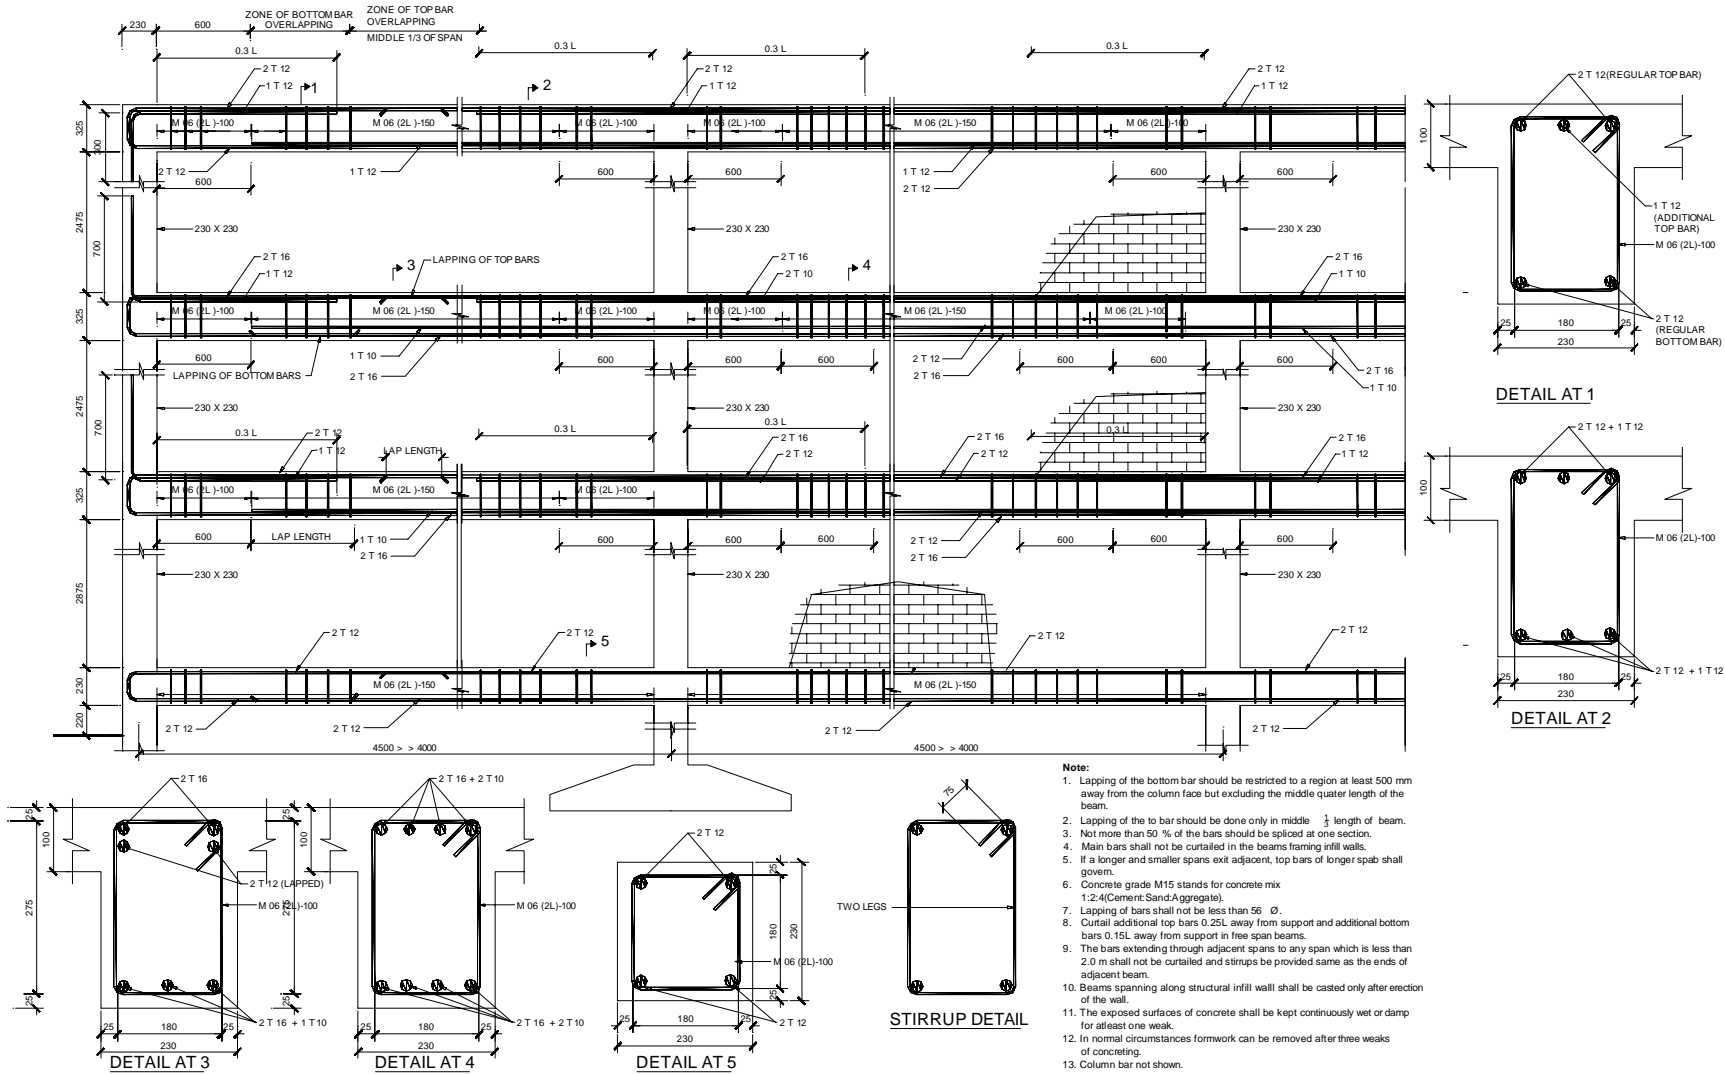 230
600
ZONE OF BOTTOM BAR
OVERLAPPING
ZONE OF TOP BAR
OVERLAPPING
MIDDLE 1/3 OF SPAN
0.3 L
0.3 L
0.3 L
0.3 L
2 T 12
1 T 12
1
2
2 T 12
1 T 12
2 T 12
1 T 12
325
300
M 06 (2L )-100
M 06 (2L )-150
M 06 (2L )-100
M 06 (2L )-100
M 06 (2L )-150
M 06 (2L )-100
2 T 12
1 T 12
1 T 12
2 T 12
600
600
600
600
600
2475
700
230 X 230
230 X 230
230 X 230
3
LAPPING OF TOP BARS
4
2 T 16
1 T 12
2 T 16
2 T 10
2 T 16
1 T 10
325
M 06 (2L )-100
M 06 (2L )-150
M 06 (2L )-100
M 06 (2L )-100
M 06 (2L )-150
M 06 (2L )-100
600
1 T 10
2 T 16
LAPPING OF BOTTOM BARS
600
600
600
2 T 12
2 T 16
600
600
600
2 T 16
1 T 10
2475
700
230 X 230
230 X 230
230 X 230
0.3 L
2 T 12
1 T 12
LAP LENGTH
0.3 L
0.3 L
2 T 16
2 T 12
2 T 16
2 T 12
0.3 L
2 T 16
1 T 12
325
M 06 (2L )-100
M 06 (2L )-150
M 06 (2L )-100
600
LAP LENGTH
1 T 10
2 T 16
600
600
600
2 T 12
2 T 16
600
600
600
2875
230 X 230
230 X 230
230 X 230
2 T 12
2 T 12
5
2 T 12
2 T 12
230
220
M 06 (2L )-150
M 06 (2L )-150
2 T 12
2 T 12
2 T 12
2 T 12
4500 > > 4000
4500 > > 4000
2 T 12(REGULAR TOP BAR)
100
1 T 12
(ADDITIONAL
TOP BAR)
M 06 (2L)-100
2 T 12
(REGULAR
BOTTOM BAR)
25
180
25
230
DETAIL AT 1
2 T 12 + 1 T 12
100
M 06 (2L)-100
2 T 12 + 1 T 12
25
180
25
230
DETAIL AT 2
2 T 16
25
100
275
25
2 T 12 (LAPPED)
M 06 (2L)-100
2 T 16 + 1 T 10
25
180
25
230
DETAIL AT 3
2 T 16 + 2 T 10
25
100
275
25
M 06 (2L)-100
2 T 16 + 2 T 10
25
180
25
230
DETAIL AT 4
2 T 12
25
180
230
25
M 06 (2L)-100
2 T 12
25
180
25
230
DETAIL AT 5
75
TWO LEGS
STIRRUP DETAIL
Note:
1. Lapping of the bottom bar should be restricted to a region at least 500 mm
away from the column face but excluding the middle quater length of the
beam.
2. Lapping of the to bar should be done only in middle 1/3 length of beam.
3. Not more than 50 % of the bars should be spliced at one section.
4. Main bars shall not be curtailed in the beams framing infill walls.
5. If a longer and smaller spans exit adjacent, top bars of longer spab shall
govern.
6. Concrete grade M15 stands for concrete mix
1:2:4(Cement:Sand:Aggregate).
7. Lapping of bars shall not be less than 56 Ø.
8. Curtail additional top bars 0.25L away from support and additional bottom
bars 0.15L away from support in free span beams.
9. The bars extending through adjacent spans to any span which is less than
2.0 m shall not be curtailed and stirrups be provided same as the ends of
adjacent beam.
10. Beams spanning along structural infill walll shall be casted only after erection
of the wall.
11. The exposed surfaces of concrete shall be kept continuously wet or damp
for atleast one weak.
12. In normal circumstances formwork can be removed after three weaks
of concreting.
13. Column bar not shown.